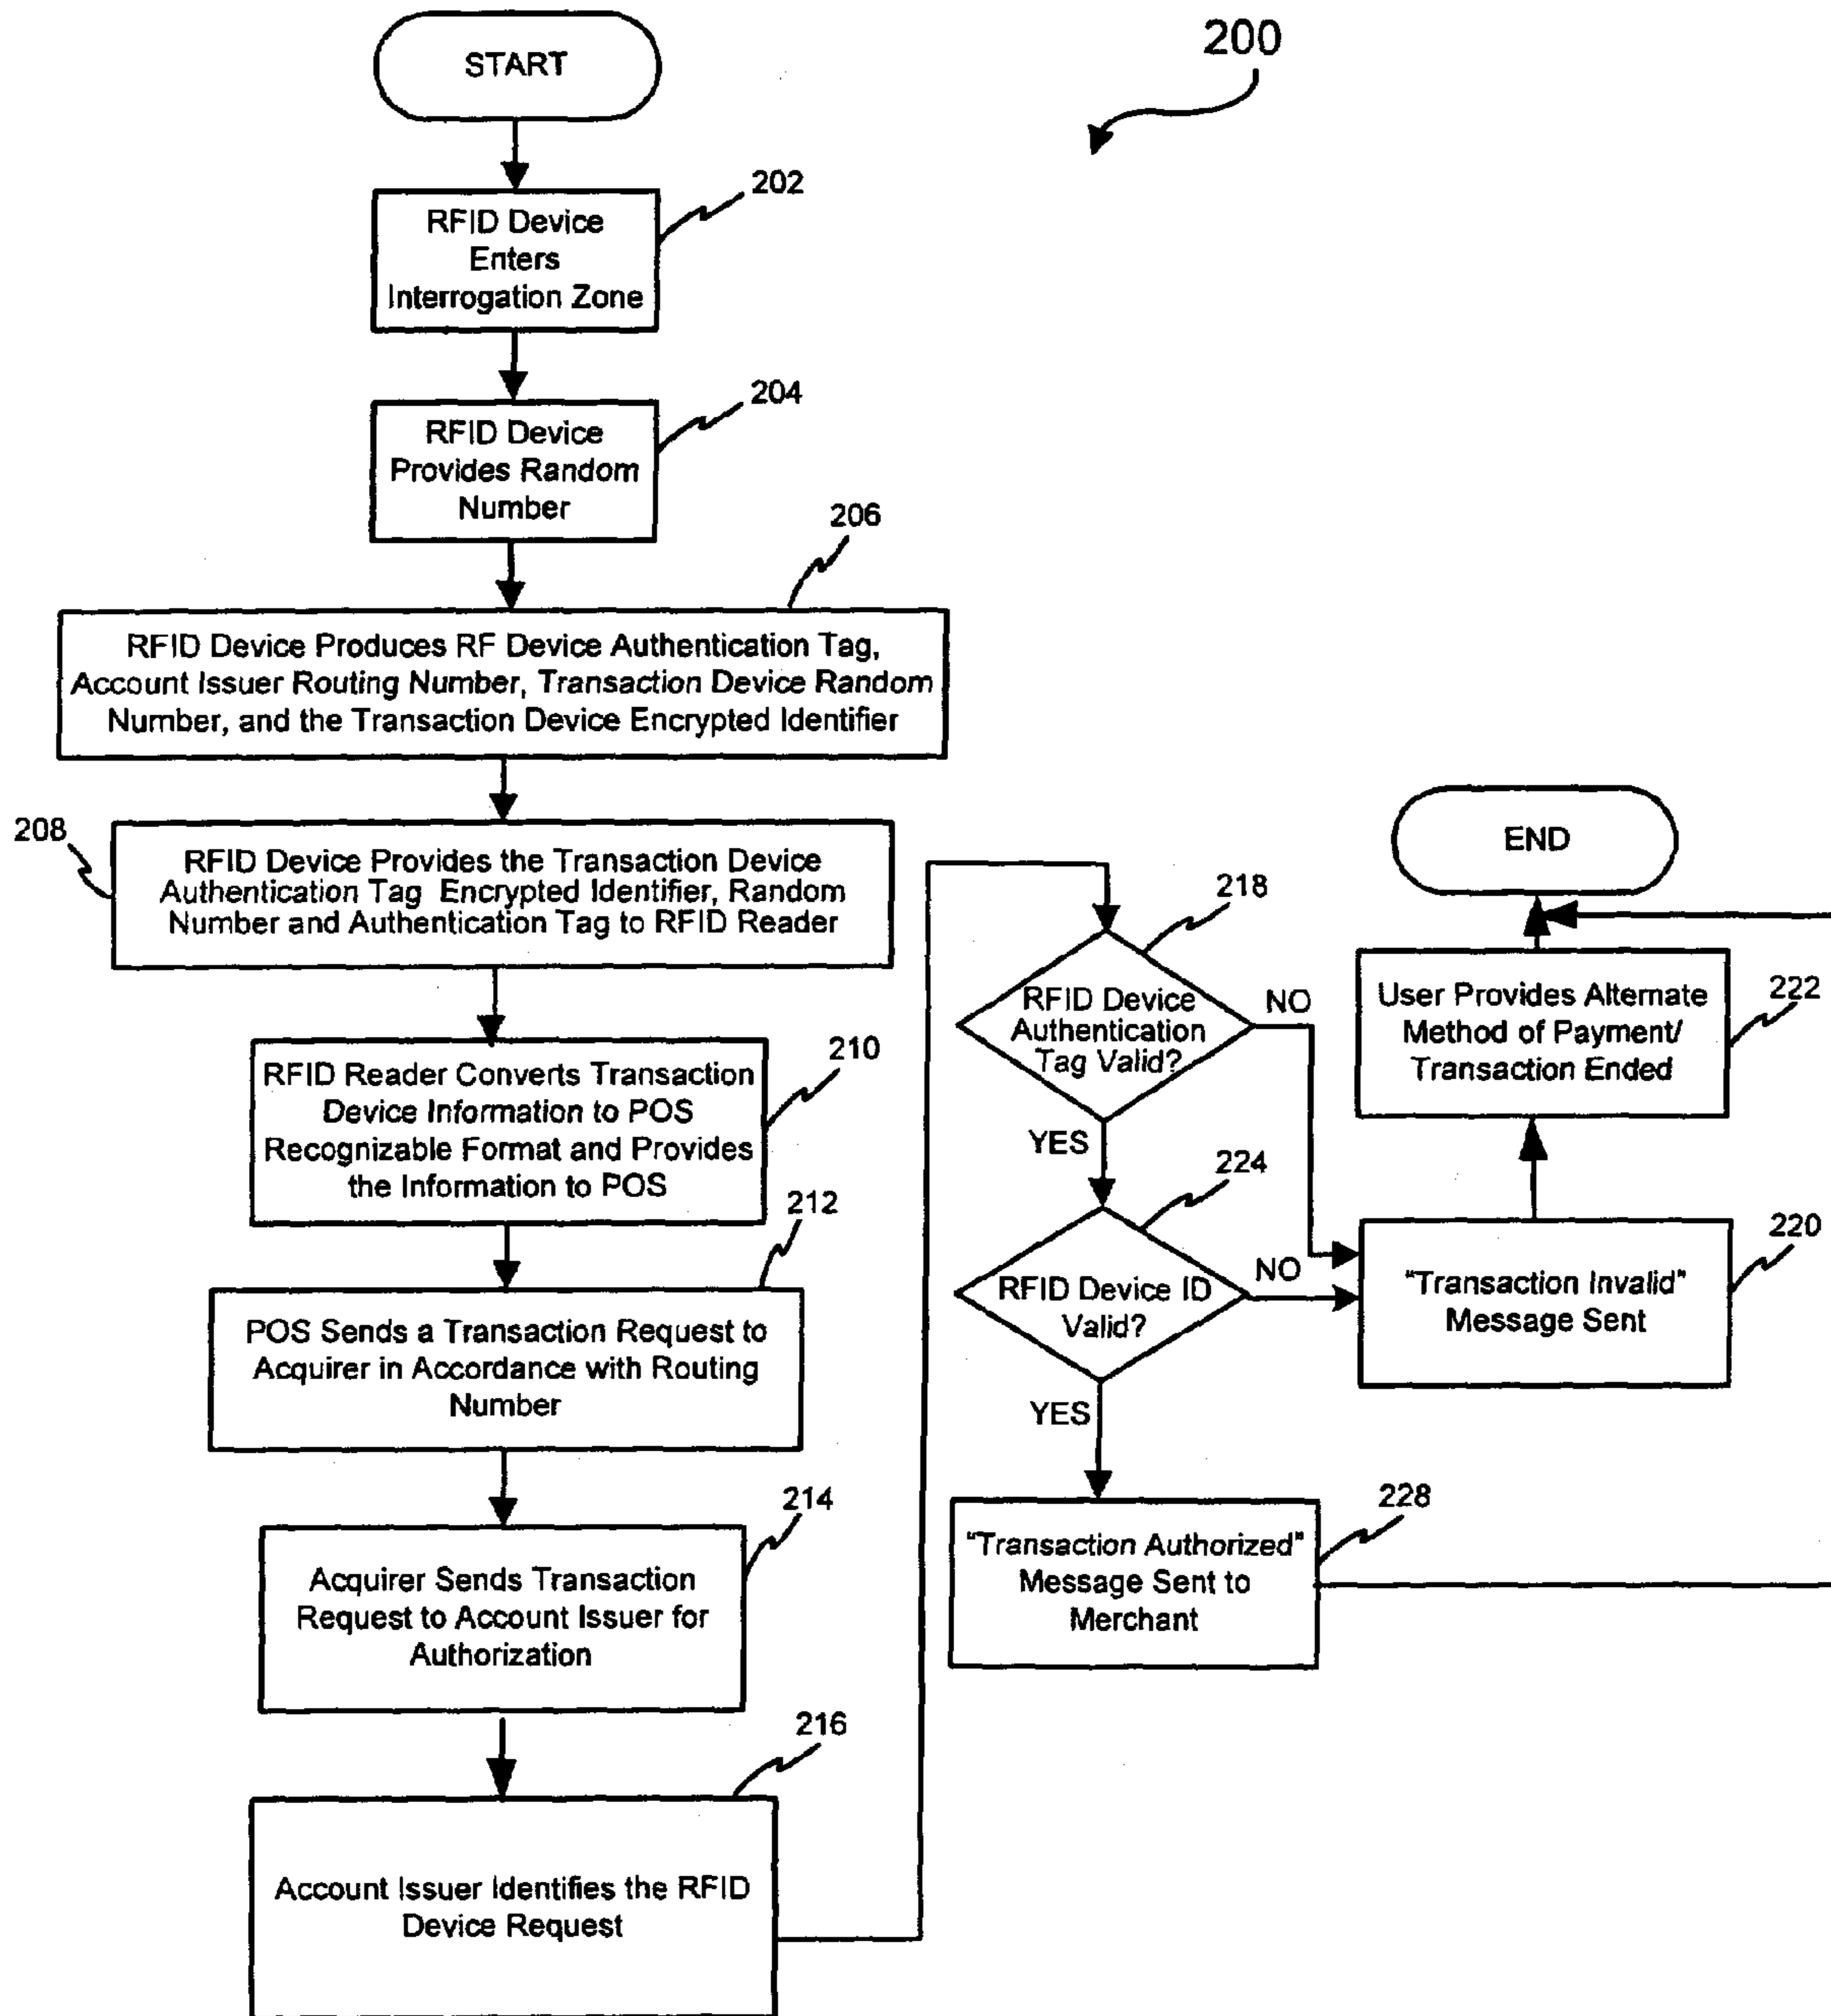 200
START
202
RFID Device
Enters
Interrogation Zone
204
RFID Device
Provides Random
Number
206
RFID Device Produces RF Device Authentication Tag,
Account Issuer Routing Number, Transaction Device Random
Number, and the Transaction Device Encrypted Identifier
208
RFID Device Provides the Transaction Device
Authentication Tag Encrypted Identifier, Random
Number and Authentication Tag to RFID Reader
210
RFID Reader Converts Transaction
Device Information to POS
Recognizable Format and Provides
the Information to POS
212
POS Sends a Transaction Request to
Acquirer in Accordance with Routing
Number
214
Acquirer Sends Transaction
Request to Account Issuer for
Authorization
216
Account Issuer Identifies the RFID
Device Request
218
RFID Device
Authentication
Tag Valid?
NO
YES
224
RFID Device ID
Valid?
NO
YES
228
"Transaction Authorized"
Message Sent to
Merchant
220
"Transaction Invalid"
Message Sent
222
User Provides Alternate
Method of Payment/
Transaction Ended
END